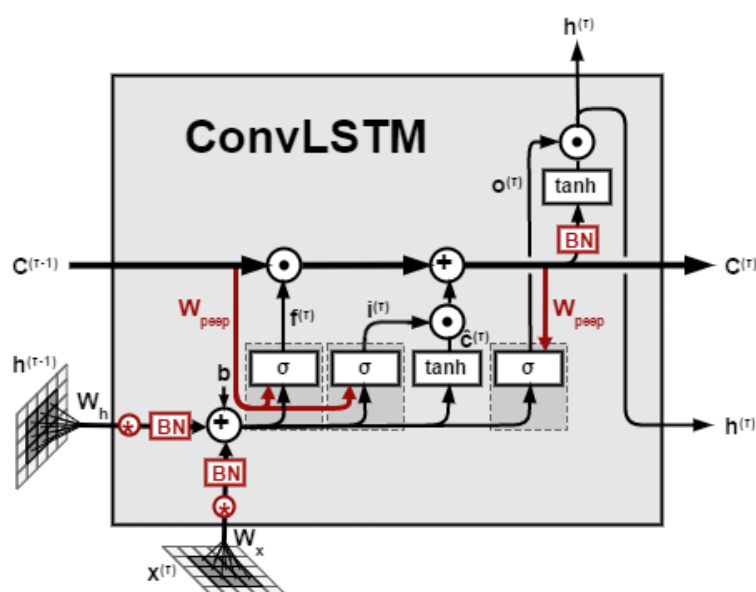 h(τ)
ConvLSTM
o(τ)
tanh
BN
C(τ-1)
C(τ)
Wpeep
f(τ)
i(τ)
ĉ(τ)
Wpeep
h(τ-1)
b
σ
σ
tanh
σ
Wh
*
BN
+
h(τ)
BN
*
Wx
x(τ)